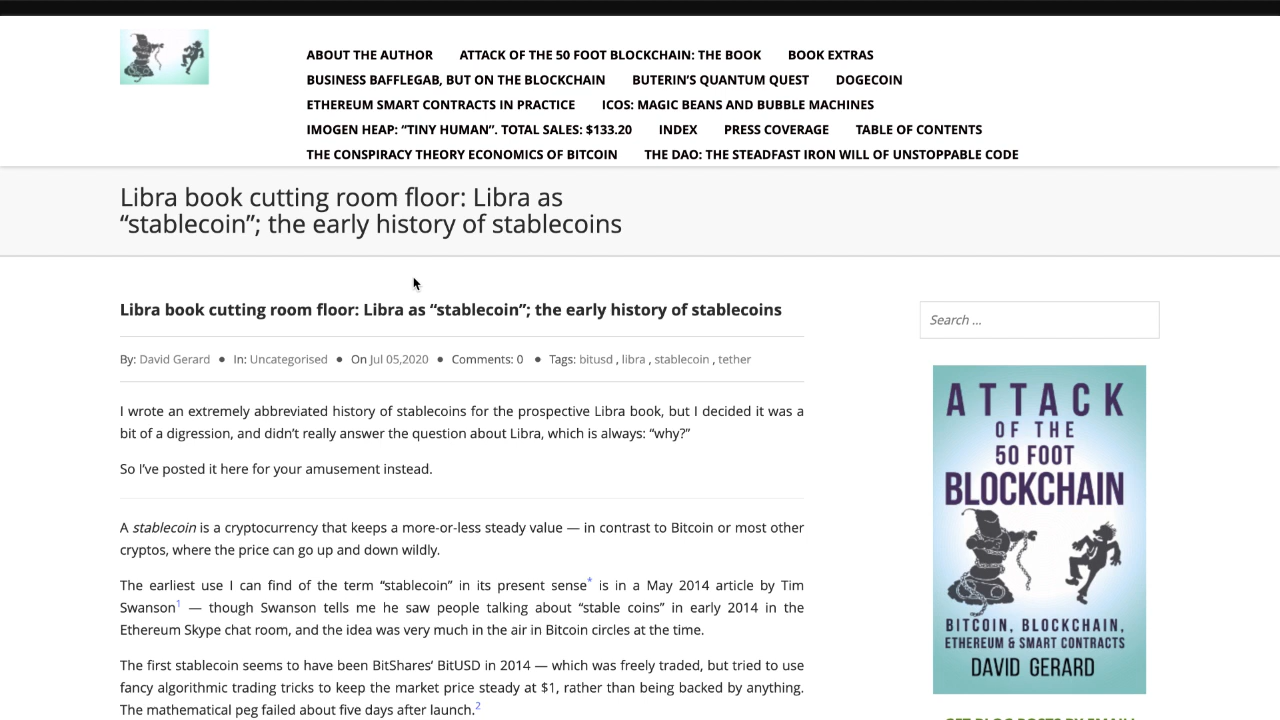 ABOUT THE AUTHOR ATTACK OF THE 50 FOOT BLOCKCHAIN: THE BOOK BOOK EXTRAS
BUSINESS BAFFLEGAB, BUT ON THE BLOCKCHAIN BUTERIN’S QUANTUM QUEST DOGECOIN
ETHEREUM SMART CONTRACTS IN PRACTICE ICOS: MAGIC BEANS AND BUBBLE MACHINES
IMOGEN HEAP: “TINY HUMAN”. TOTAL SALES: $133.20 INDEX PRESS COVERAGE TABLE OF CONTENTS
THE CONSPIRACY THEORY ECONOMICS OF BITCOIN THE DAO: THE STEADFAST IRON WILL OF UNSTOPPABLE CODE
Libra book cutting room floor: Libra as
“stablecoin”; the early history of stablecoins
Libra book cutting room floor: Libra as “stablecoin”; the early history of stablecoins
By: David Gerard ● In: Uncategorised ● On Jul 05,2020 ● Comments: 0 ● Tags: bitusd , libra , stablecoin , tether
I wrote an extremely abbreviated history of stablecoins for the prospective Libra book, but I decided it was a
bit of a digression, and didn’t really answer the question about Libra, which is always: “why?”
So I’ve posted it here for your amusement instead.
A stablecoin is a cryptocurrency that keeps a more-or-less steady value — in contrast to Bitcoin or most other
cryptos, where the price can go up and down wildly.
The earliest use I can find of the term “stablecoin” in its present sense* is in a May 2014 article by Tim
Swanson1 — though Swanson tells me he saw people talking about “stable coins” in early 2014 in the
Ethereum Skype chat room, and the idea was very much in the air in Bitcoin circles at the time.
The first stablecoin seems to have been BitShares’ BitUSD in 2014 — which was freely traded, but tried to use
fancy algorithmic trading tricks to keep the market price steady at $1, rather than being backed by anything.
The mathematical peg failed about five days after launch.2
Search …
ATTACK
OF THE
50 FOOT
BLOCKCHAIN
BITCOIN, BLOCKCHAIN,
ETHEREUM & SMART CONTRACTS
DAVID GERARD
GET BLOG POSTS BY EMAIL!